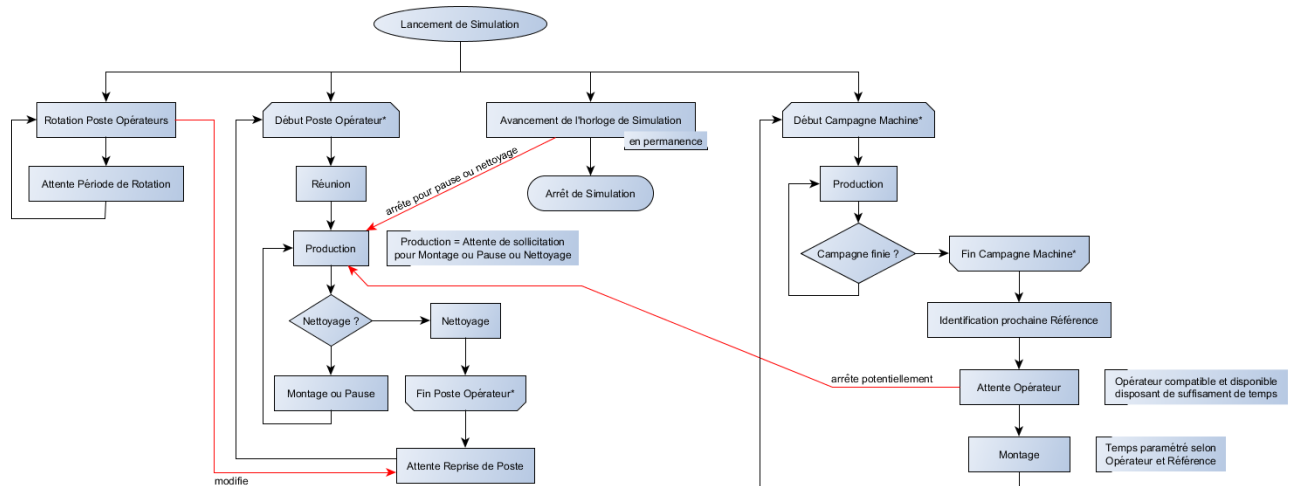 Lancement de Simulation
Rotation Poste Opérateurs
Début Poste Opérateur*
Avancement de l'horloge de Simulation
en permanence
Début Campagne Machine*
Attente Période de Rotation
Réunion
arrête pour pause ou nettoyage
Arrêt de Simulation
Production
Production
Production = Attente de sollicitation
pour Montage ou Pause ou Nettoyage
Campagne finie ?
Fin Campagne Machine*
Nettoyage ?
Nettoyage
Identification prochaine Référence
Montage ou Pause
Fin Poste Opérateur*
arrête potentiellement
Attente Opérateur
Opérateur compatible et disponible
disposant de suffisament de temps
Attente Reprise de Poste
modifie
Montage
Temps paramétré selon
Opérateur et Référence